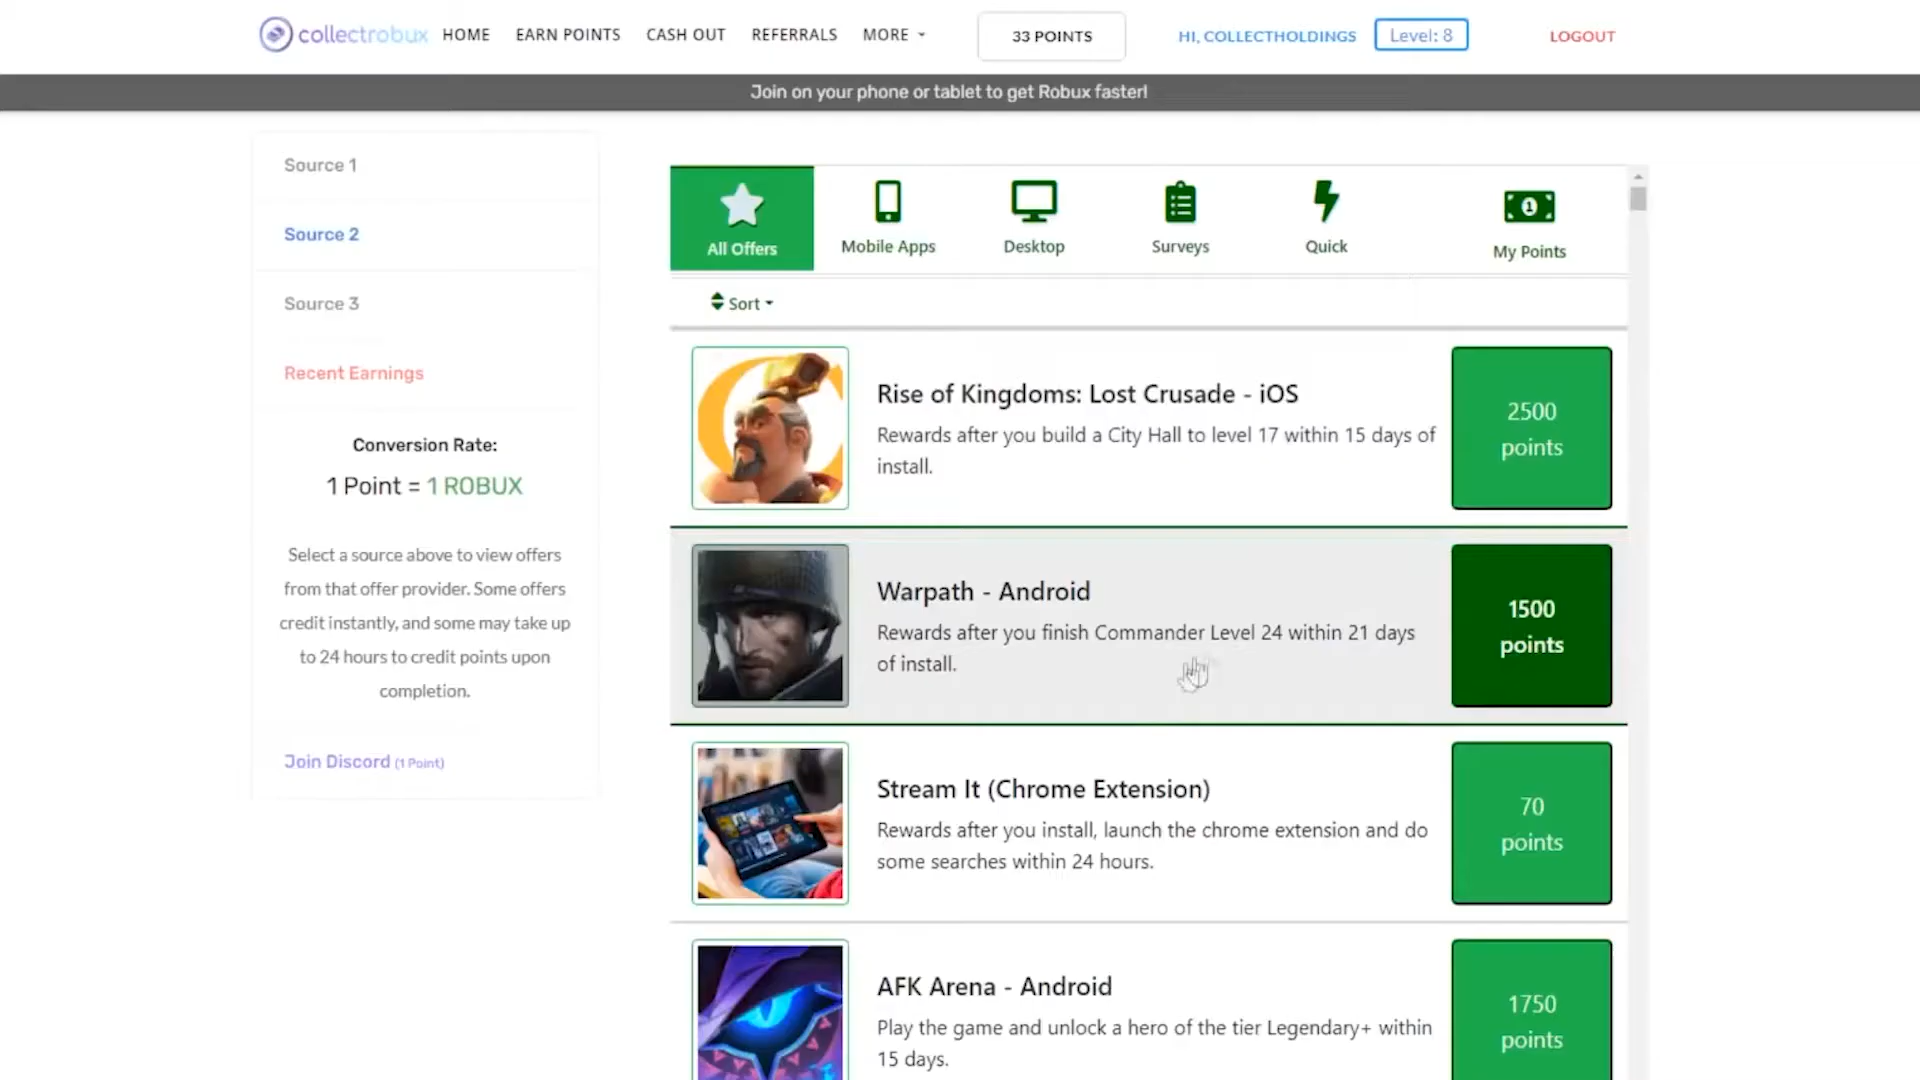 collectrobux
HOME
EARN POINTS
CASH OUT
REFERRALS
MORE
33 POINTS
HI, COLLECTHOLDINGS
Level: 8
LOGOUT
Join on your phone or tablet to get Robux faster!
Source 1
Source 2
Source 3
Recent Earnings
Conversion Rate:
1 Point = 1 ROBUX
Select a source above to view offers
from that offer provider. Some offers
credit instantly, and some may take up
to 24 hours to credit points upon
completion.
Join Discord (1 Point)
All Offers
Mobile Apps
Desktop
Surveys
Quick
1
My Points
Sort
Rise of Kingdoms: Lost Crusade - iOS
Rewards after you build a City Hall to level 17 within 15 days of
install.
2500
points
Warpath - Android
Rewards after you finish Commander Level 24 within 21 days
of install.
1500
points
Stream It (Chrome Extension)
Rewards after you install, launch the chrome extension and do
some searches within 24 hours.
70
points
AFK Arena - Android
Play the game and unlock a hero of the tier Legendary+ within
15 days.
1750
points